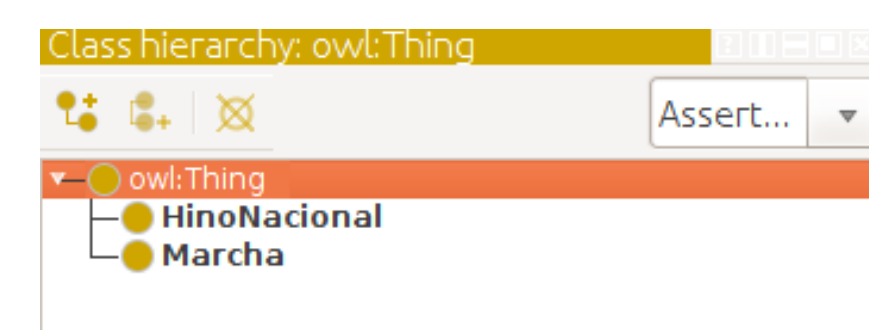 Class hierarchy: owl:Thing
Assert...
owl:Thing
HinoNacional
Marcha